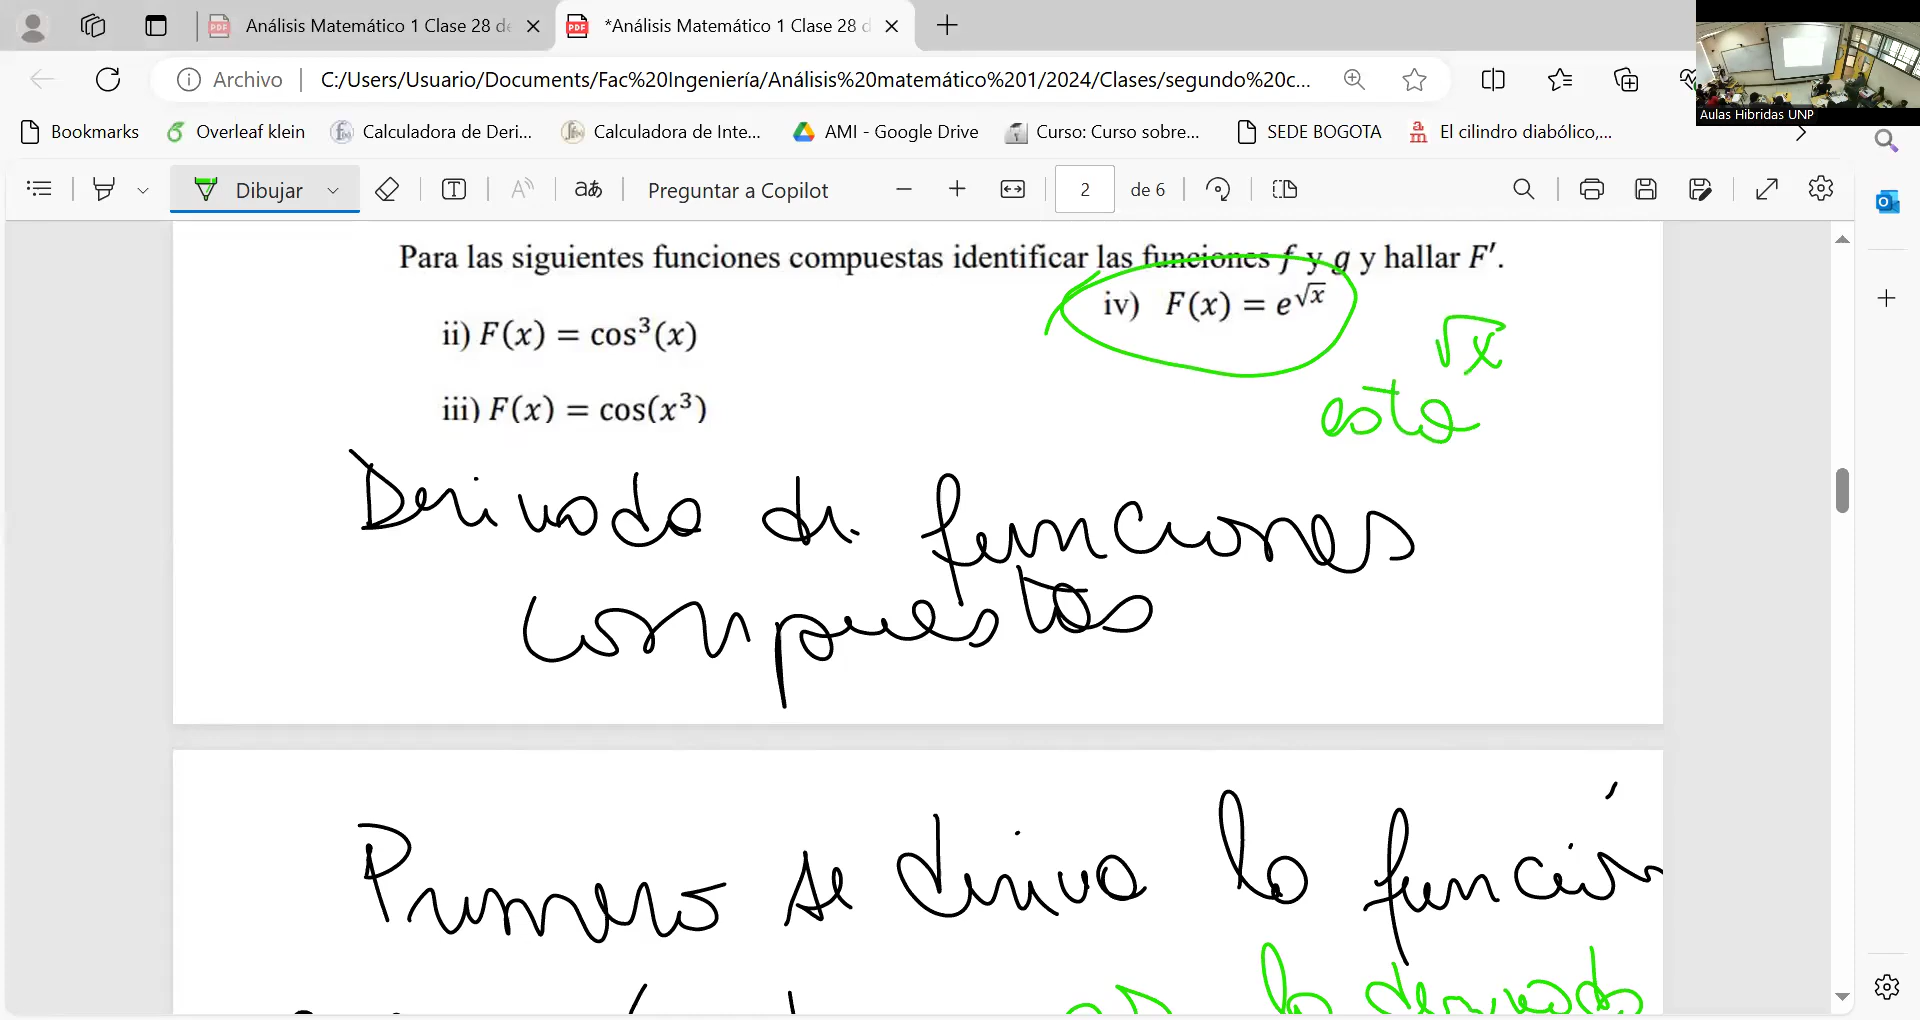 Análisis Matemático 1 Clase 28 de
*Análisis Matemático 1 Clase 28 d
Aulas Hibridas UNP
Archivo
C:/Users/Usuario/Documents/Fac%20Ingeniería/Análisis%20matemático%201/2024/Clases/segundo%20c...
Bookmarks
Overleaf klein
Calculadora de Deri...
Calculadora de Inte...
AMI - Google Drive
Curso: Curso sobre...
SEDE BOGOTA
El cilindro diabólico,...
Dibujar
Preguntar a Copilot
2 de 6
Para las siguientes funciones compuestas identificar las funciones f y g y hallar F′.
iv) F(x) = e^√x
ii) F(x) = cos³(x)
√x
esta
iii) F(x) = cos(x³)
Derivada de funciones
compuestas
Primero se deriva la función
la derivada